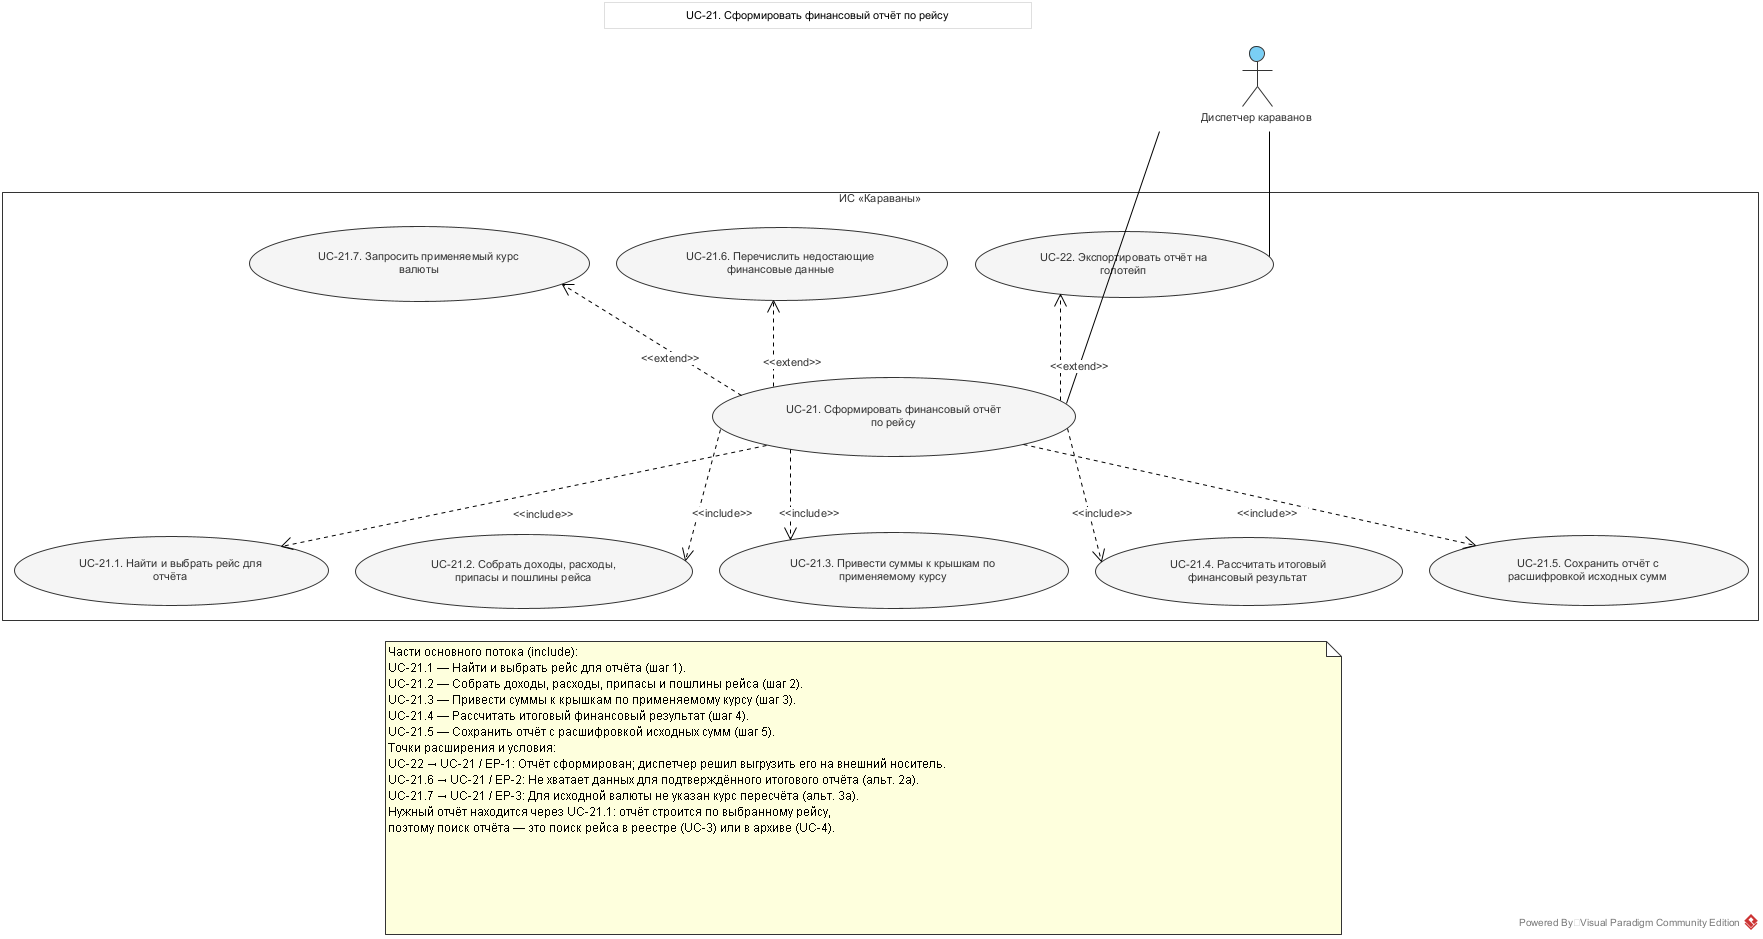 UC-21. Сформировать финансовый отчёт по рейсу
Диспетчер караванов
ИС «Караваны»
UC-21.7. Запросить применяемый курс
валюты
UC-21.6. Перечислить недостающие
финансовые данные
UC-22. Экспортировать отчёт на
голотейп
<<extend>>
<<extend>>
<<extend>>
UC-21. Сформировать финансовый отчёт
по рейсу
<<include>>
<<include>>
<<include>>
<<include>>
<<include>>
UC-21.1. Найти и выбрать рейс для
отчёта
UC-21.2. Собрать доходы, расходы,
припасы и пошлины рейса
UC-21.3. Привести суммы к крышкам по
применяемому курсу
UC-21.4. Рассчитать итоговый
финансовый результат
UC-21.5. Сохранить отчёт с
расшифровкой исходных сумм
Части основного потока (include):
UC-21.1 — Найти и выбрать рейс для отчёта (шаг 1).
UC-21.2 — Собрать доходы, расходы, припасы и пошлины рейса (шаг 2).
UC-21.3 — Привести суммы к крышкам по применяемому курсу (шаг 3).
UC-21.4 — Рассчитать итоговый финансовый результат (шаг 4).
UC-21.5 — Сохранить отчёт с расшифровкой исходных сумм (шаг 5).
Точки расширения и условия:
UC-22 → UC-21 / EP-1: Отчёт сформирован; диспетчер решил выгрузить его на внешний носитель.
UC-21.6 → UC-21 / EP-2: Не хватает данных для подтверждённого итогового отчёта (альт. 2а).
UC-21.7 → UC-21 / EP-3: Для исходной валюты не указан курс пересчёта (альт. 3а).
Нужный отчёт находится через UC-21.1: отчёт строится по выбранному рейсу,
поэтому поиск отчёта — это поиск рейса в реестре (UC-3) или в архиве (UC-4).
Powered By Visual Paradigm Community Edition